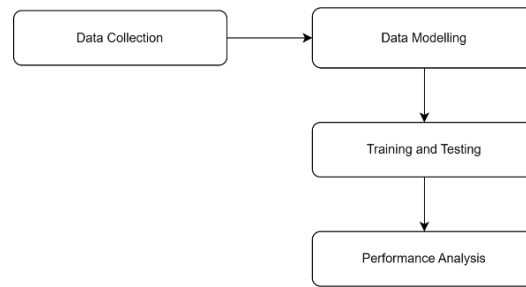 Data Collection
Data Modelling
Training and Testing
Performance Analysis